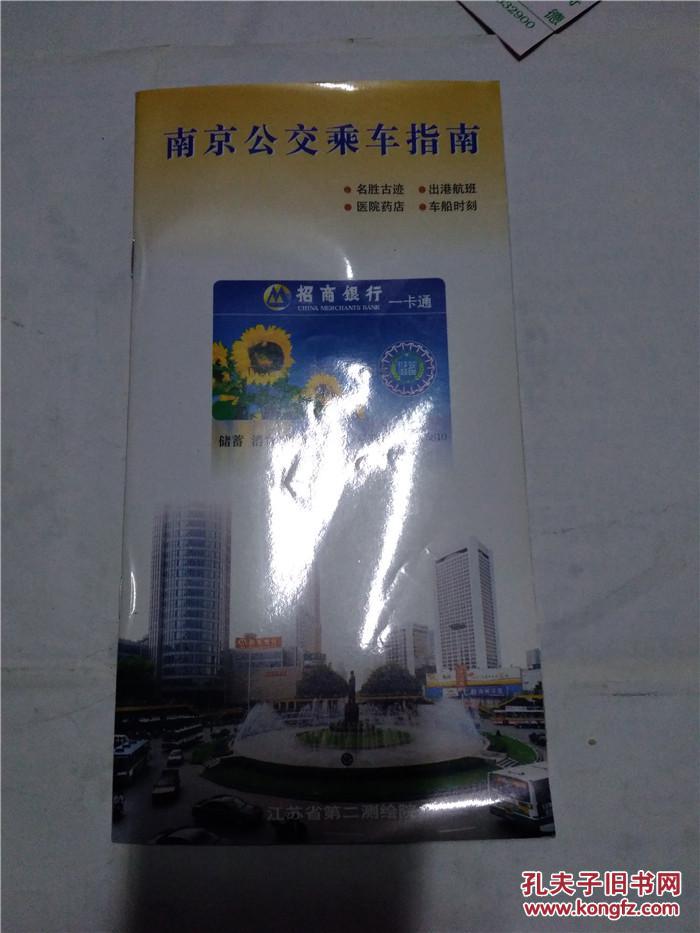 32900
德
南京公交乘车指南
•名胜古迹 •出港航班
•医院药店 •车船时刻
招商银行 一卡通
CHINA MERCHANTS BANK
储蓄
江苏省第二测绘院
孔夫子旧书网
www.kongfz.com